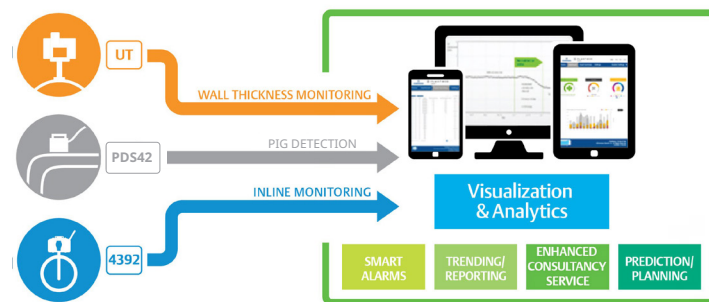 UT
WALL THICKNESS MONITORING
PDS42
PIG DETECTION
4392
INLINE MONITORING
Visualization
& Analytics
SMART
ALARMS
TRENDING/
REPORTING
ENHANCED
CONSULTANCY
SERVICE
PREDICTION/
PLANNING